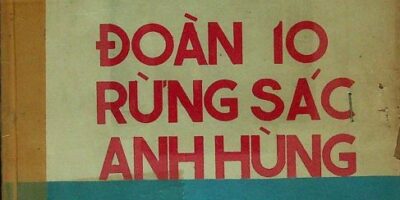 ĐOÀN 10
RỪNG SÁC
ANH HÙNG